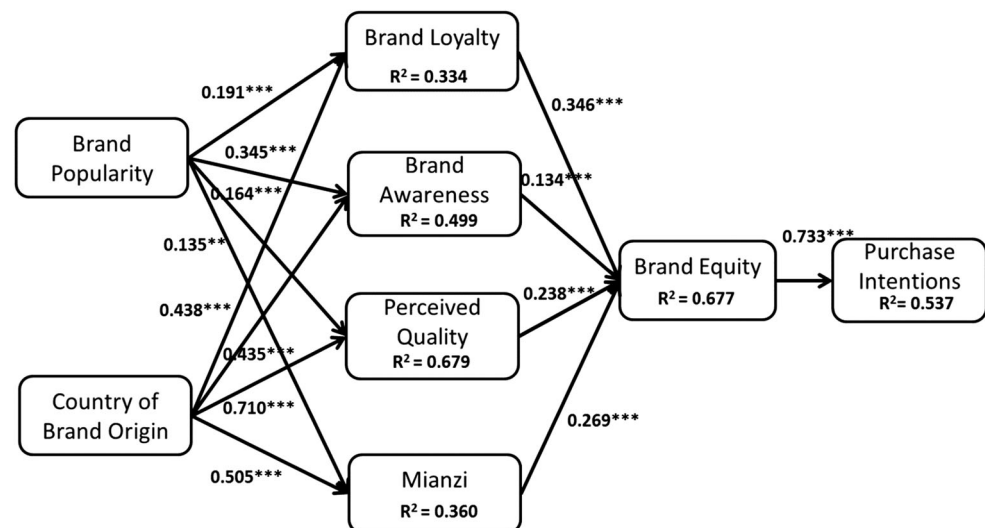 Brand Loyalty
R² = 0.334
0.191***
0.346***
Brand
Popularity
0.345***
Brand
Awareness
R² = 0.499
0.164***
0.134***
0.135**
0.733***
Brand Equity
R² = 0.677
Purchase
Intentions
R²= 0.537
0.438***
0.238***
Perceived
Quality
R² = 0.679
0.435***
Country of
Brand Origin
0.710***
0.269***
0.505***
Mianzi
R² = 0.360